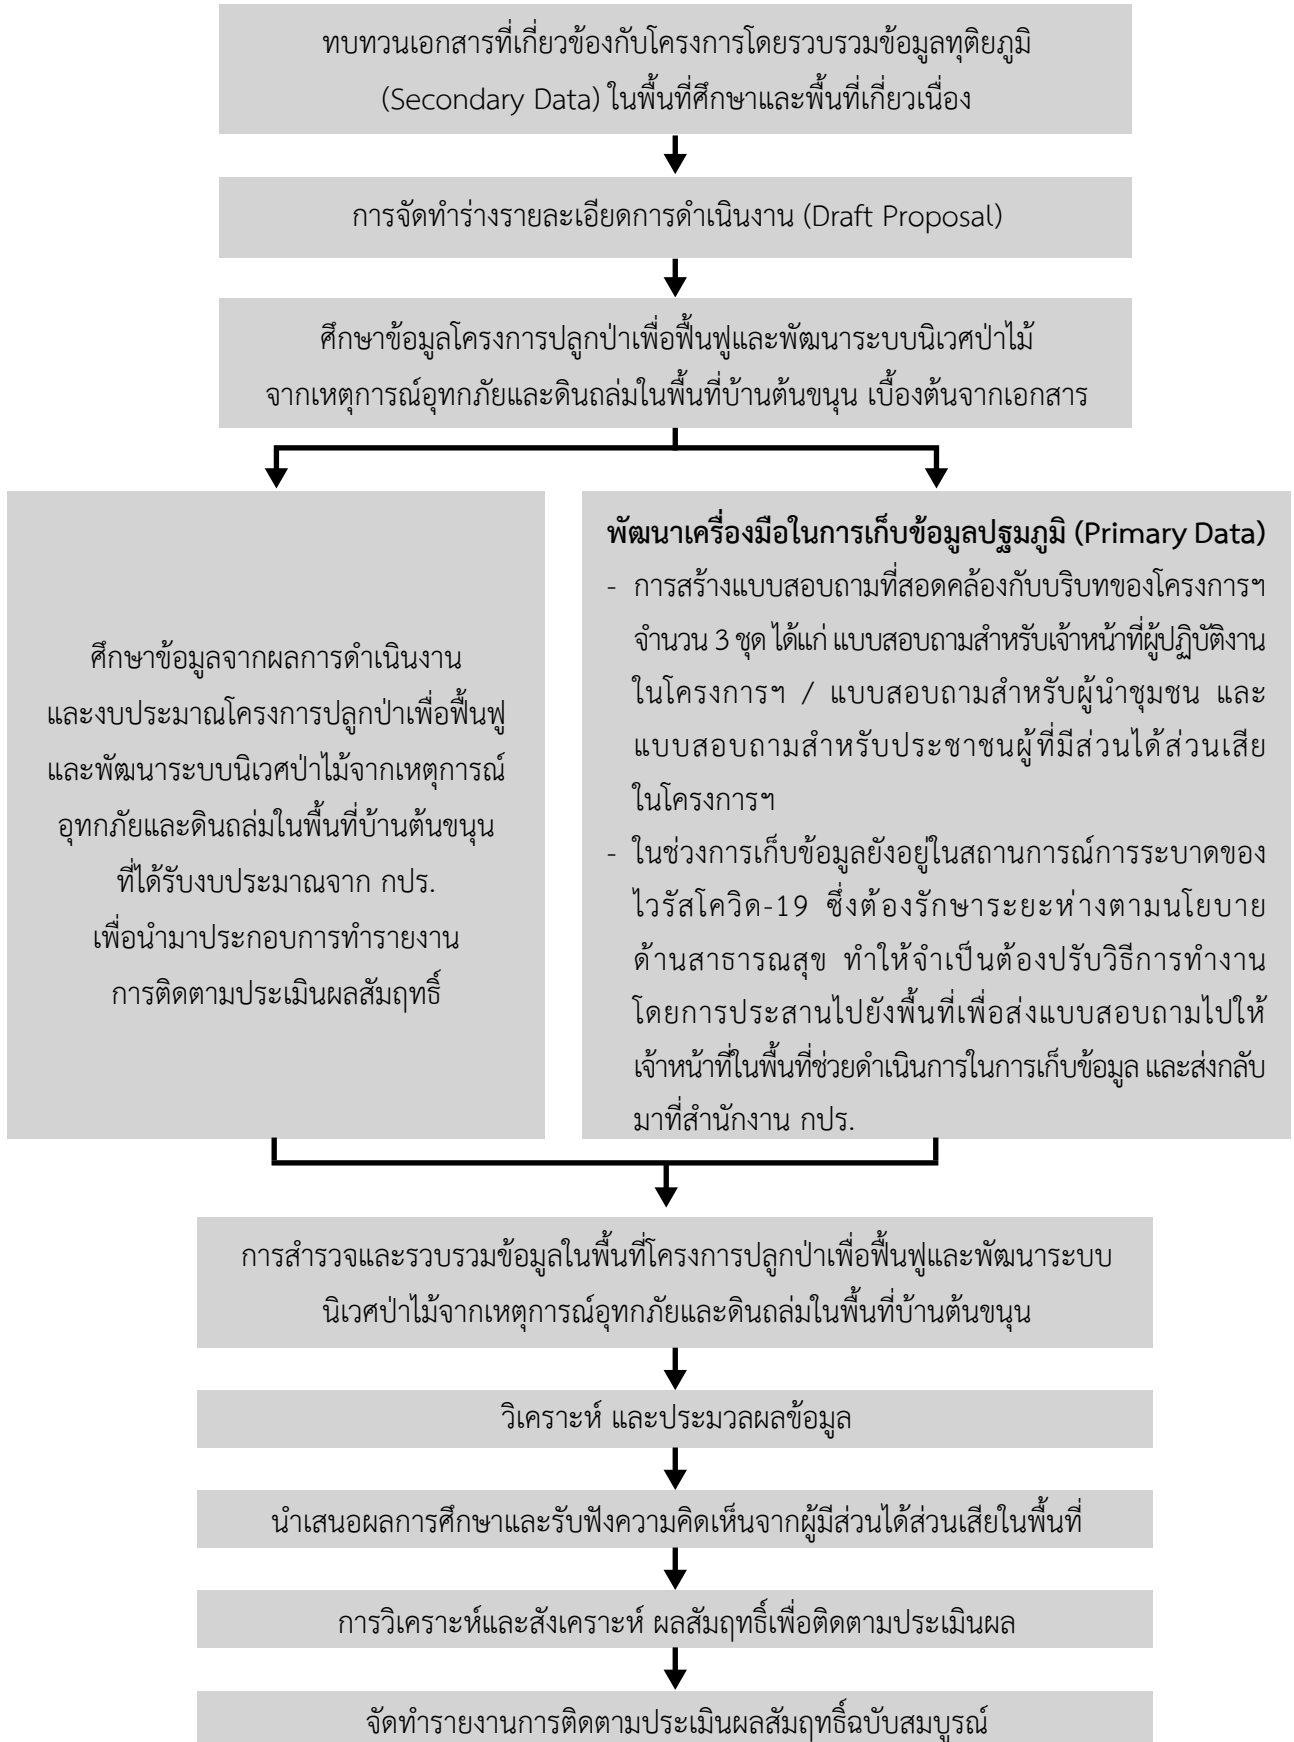 ทบทวนเอกสารที่เกี่ยวข้องกับโครงการโดยรวบรวมข้อมูลทุติยภูมิ
(Secondary Data) ในพื้นที่ศึกษาและพื้นที่เกี่ยวเนื่อง
การจัดทำร่างรายละเอียดการดำเนินงาน (Draft Proposal)
ศึกษาข้อมูลโครงการปลูกป่าเพื่อฟื้นฟูและพัฒนาระบบนิเวศป่าไม้
จากเหตุการณ์อุทกภัยและดินถล่มในพื้นที่บ้านต้นขนุน เบื้องต้นจากเอกสาร
ศึกษาข้อมูลจากผลการดำเนินงาน
และงบประมาณโครงการปลูกป่าเพื่อฟื้นฟู
และพัฒนาระบบนิเวศป่าไม้จากเหตุการณ์
อุทกภัยและดินถล่มในพื้นที่บ้านต้นขนุน
ที่ได้รับงบประมาณจาก กปร.
เพื่อนำมาประกอบการทำรายงาน
การติดตามประเมินผลสัมฤทธิ์
พัฒนาเครื่องมือในการเก็บข้อมูลปฐมภูมิ (Primary Data)
- การสร้างแบบสอบถามที่สอดคล้องกับบริบทของโครงการฯ
จำนวน 3 ชุด ได้แก่ แบบสอบถามสำหรับเจ้าหน้าที่ผู้ปฏิบัติงาน
ในโครงการฯ / แบบสอบถามสำหรับผู้นำชุมชน และ
แบบสอบถามสำหรับประชาชนผู้ที่มีส่วนได้ส่วนเสีย
ในโครงการฯ
- ในช่วงการเก็บข้อมูลยังอยู่ในสถานการณ์การระบาดของ
ไวรัสโควิด-19 ซึ่งต้องรักษาระยะห่างตามนโยบาย
ด้านสาธารณสุข ทำให้จำเป็นต้องปรับวิธีการทำงาน
โดยการประสานไปยังพื้นที่เพื่อส่งแบบสอบถามไปให้
เจ้าหน้าที่ในพื้นที่ช่วยดำเนินการในการเก็บข้อมูล และส่งกลับ
มาที่สำนักงาน กปร.
การสำรวจและรวบรวมข้อมูลในพื้นที่โครงการปลูกป่าเพื่อฟื้นฟูและพัฒนาระบบ
นิเวศป่าไม้จากเหตุการณ์อุทกภัยและดินถล่มในพื้นที่บ้านต้นขนุน
วิเคราะห์ และประมวลผลข้อมูล
นำเสนอผลการศึกษาและรับฟังความคิดเห็นจากผู้มีส่วนได้ส่วนเสียในพื้นที่
การวิเคราะห์และสังเคราะห์ ผลสัมฤทธิ์เพื่อติดตามประเมินผล
จัดทำรายงานการติดตามประเมินผลสัมฤทธิ์ฉบับสมบูรณ์